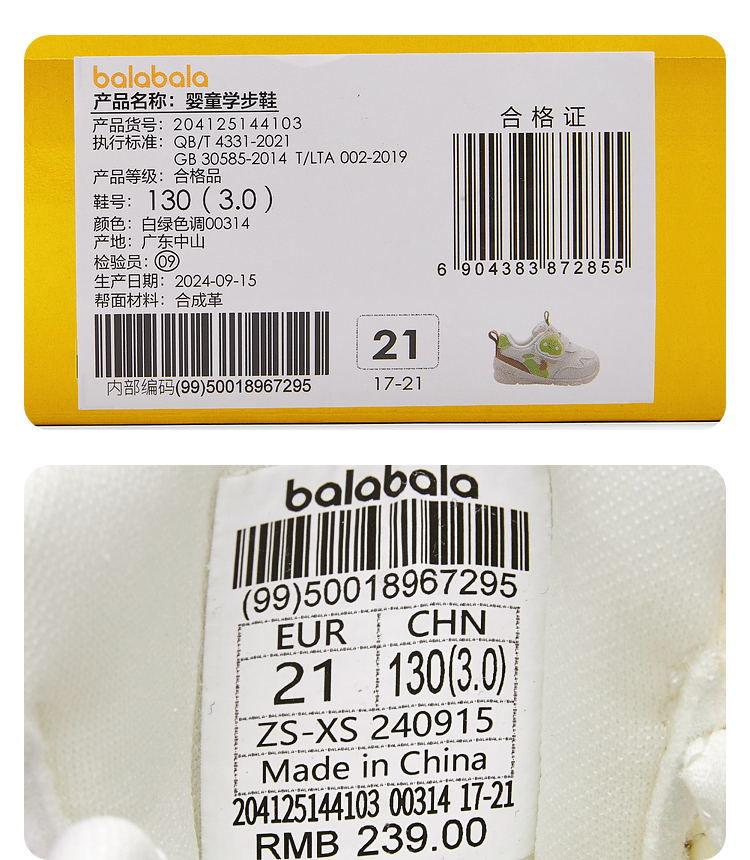 balabala
产品名称：婴童学步鞋
产品货号：204125144103
执行标准：QB/T 4331-2021
GB 30585-2014 T/LTA 002-2019
产品等级：合格品
鞋号：130（3.0）
颜色：白绿色调00314
产地：广东中山
检验员：09
生产日期：2024-09-15
帮面材料：合成革
内部编码(99)50018967295
合格证
6 904383 872855
21
17-21
balabala
(99)50018967295
EUR CHN
21 130(3.0)
ZS-XS 240915
Made in China
204125144103 00314 17-21
RMB 239.00